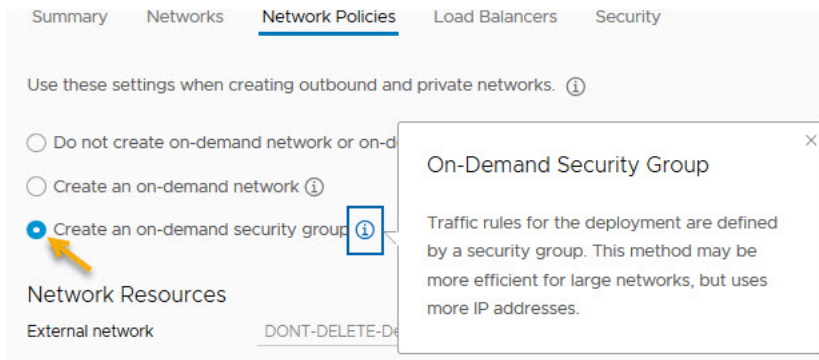 Summary Networks Network Policies Load Balancers Security
Use these settings when creating outbound and private networks.
Do not create on-demand network or on-d
Create an on-demand network
Create an on-demand security group
On-Demand Security Group
Traffic rules for the deployment are defined
by a security group. This method may be
more efficient for large networks, but uses
more IP addresses.
Network Resources
External network DONT-DELETE-De